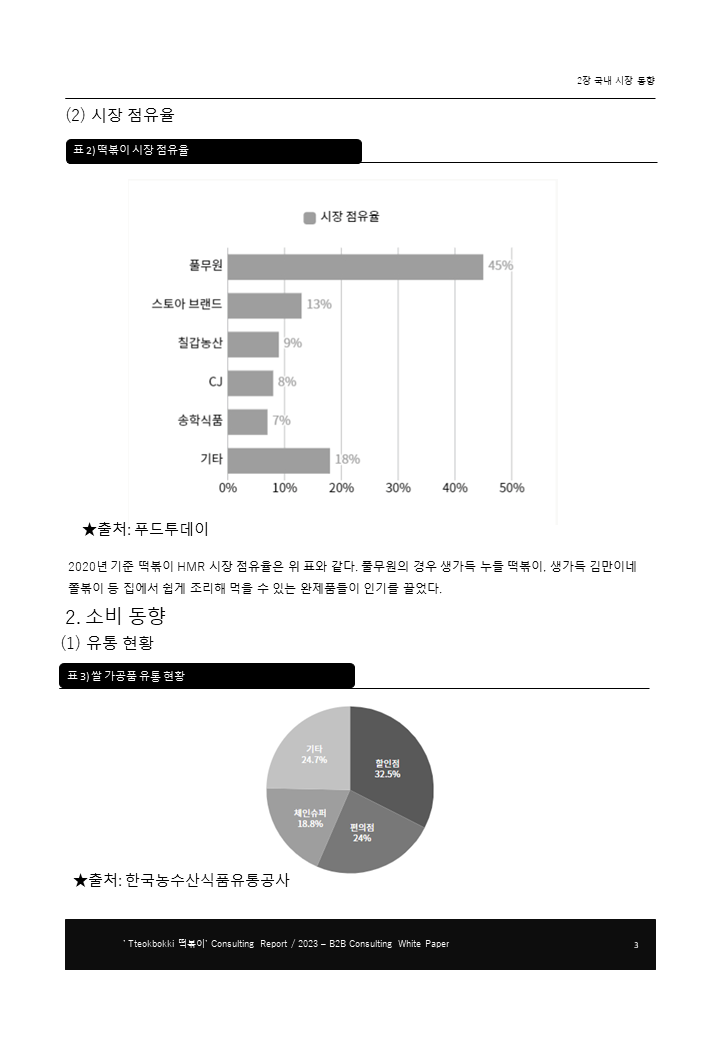 2장 국내 시장 동향
(2) 시장 점유율
표 2) 떡볶이 시장 점유율
시장 점유율
풀무원 45%
스토아 브랜드 13%
칠갑농산 9%
CJ 8%
송학식품 7%
기타 18%
0% 10% 20% 30% 40% 50%
★출처: 푸드투데이
2020년 기준 떡볶이 HMR 시장 점유율은 위 표와 같다. 풀무원의 경우 생가득 누들 떡볶이, 생가득 김만이네
쫄볶이 등 집에서 쉽게 조리해 먹을 수 있는 완제품들이 인기를 끌었다.
2. 소비 동향
(1) 유통 현황
표 3) 쌀 가공품 유통 현황
기타
24.7%
할인점
32.5%
체인슈퍼
18.8%
편의점
24%
★출처: 한국농수산식품유통공사
‘ Tteokbokki 떡볶이’ Consulting Report / 2023 – B2B Consulting White Paper 3